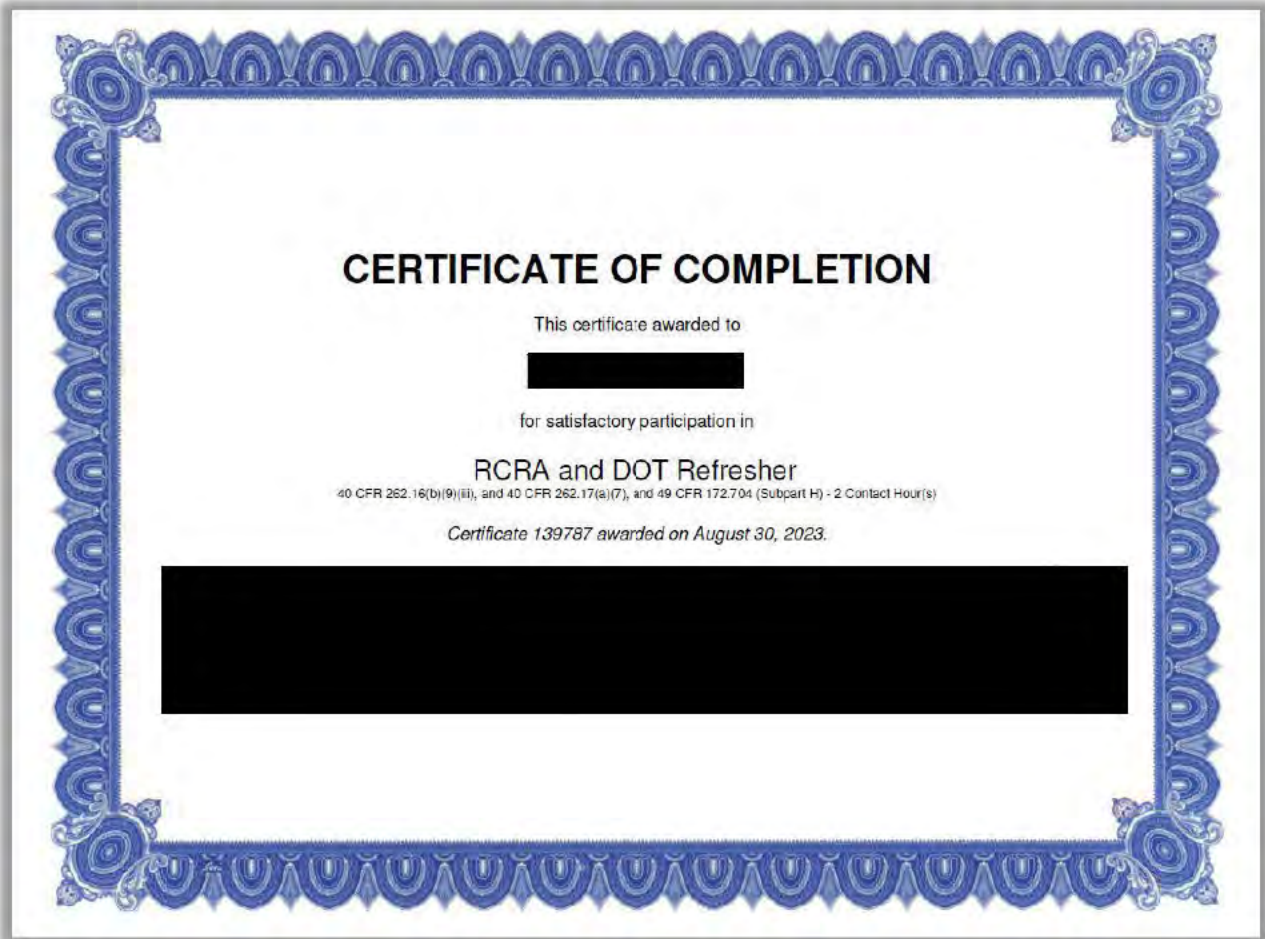 CERTIFICATE OF COMPLETION
This certificate awarded to
for satisfactory participation in
RCRA and DOT Refresher
40 CFR 262.16(b)(9)(iii), and 40 CFR 262.17(a)(7), and 49 CFR 172.704 (Subpart H) - 2 Contact Hour(s)
Certificate 139787 awarded on August 30, 2023.